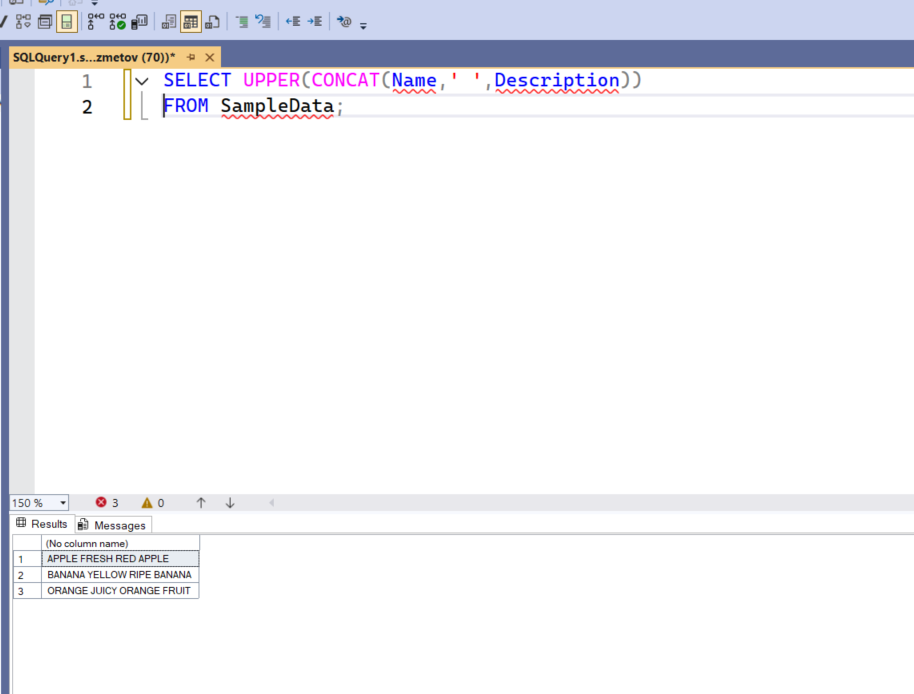 SQLQuery1.s...zmetov (70))*
1 SELECT UPPER(CONCAT(Name,' ',Description))
2 FROM SampleData;
150 % 3 0
Results Messages
(No column name)
1 APPLE FRESH RED APPLE
2 BANANA YELLOW RIPE BANANA
3 ORANGE JUICY ORANGE FRUIT